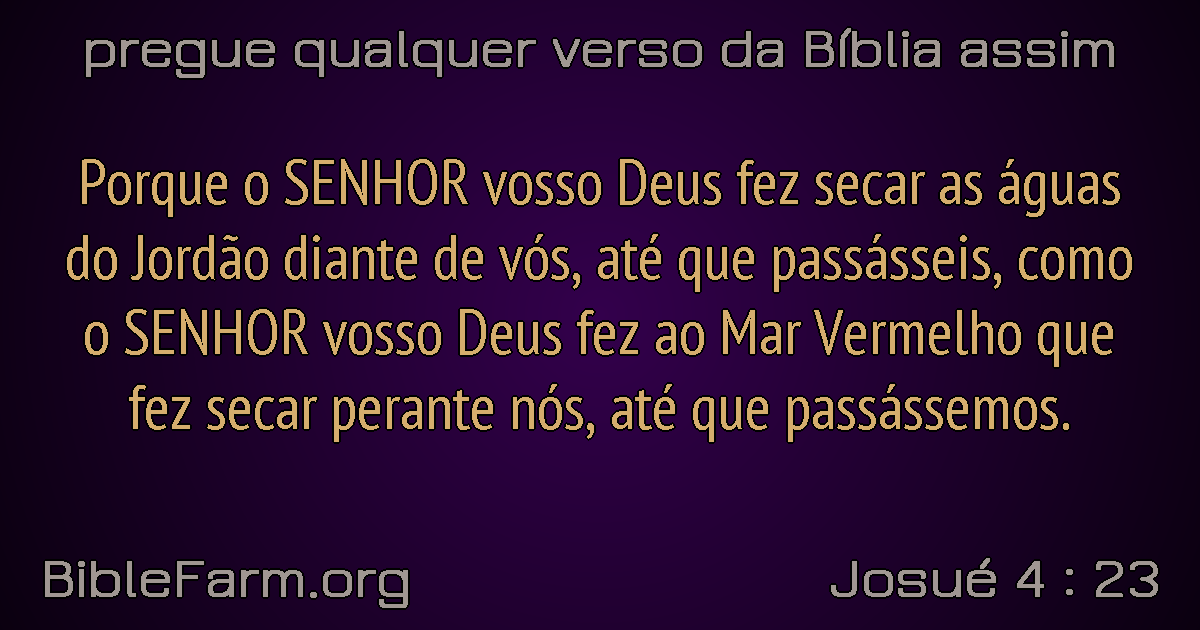 pregue qualquer verso da Bíblia assim
Porque o SENHOR vosso Deus fez secar as águas
do Jordão diante de vós, até que passásseis, como
o SENHOR vosso Deus fez ao Mar Vermelho que
fez secar perante nós, até que passássemos.
BibleFarm.org
Josué 4 : 23